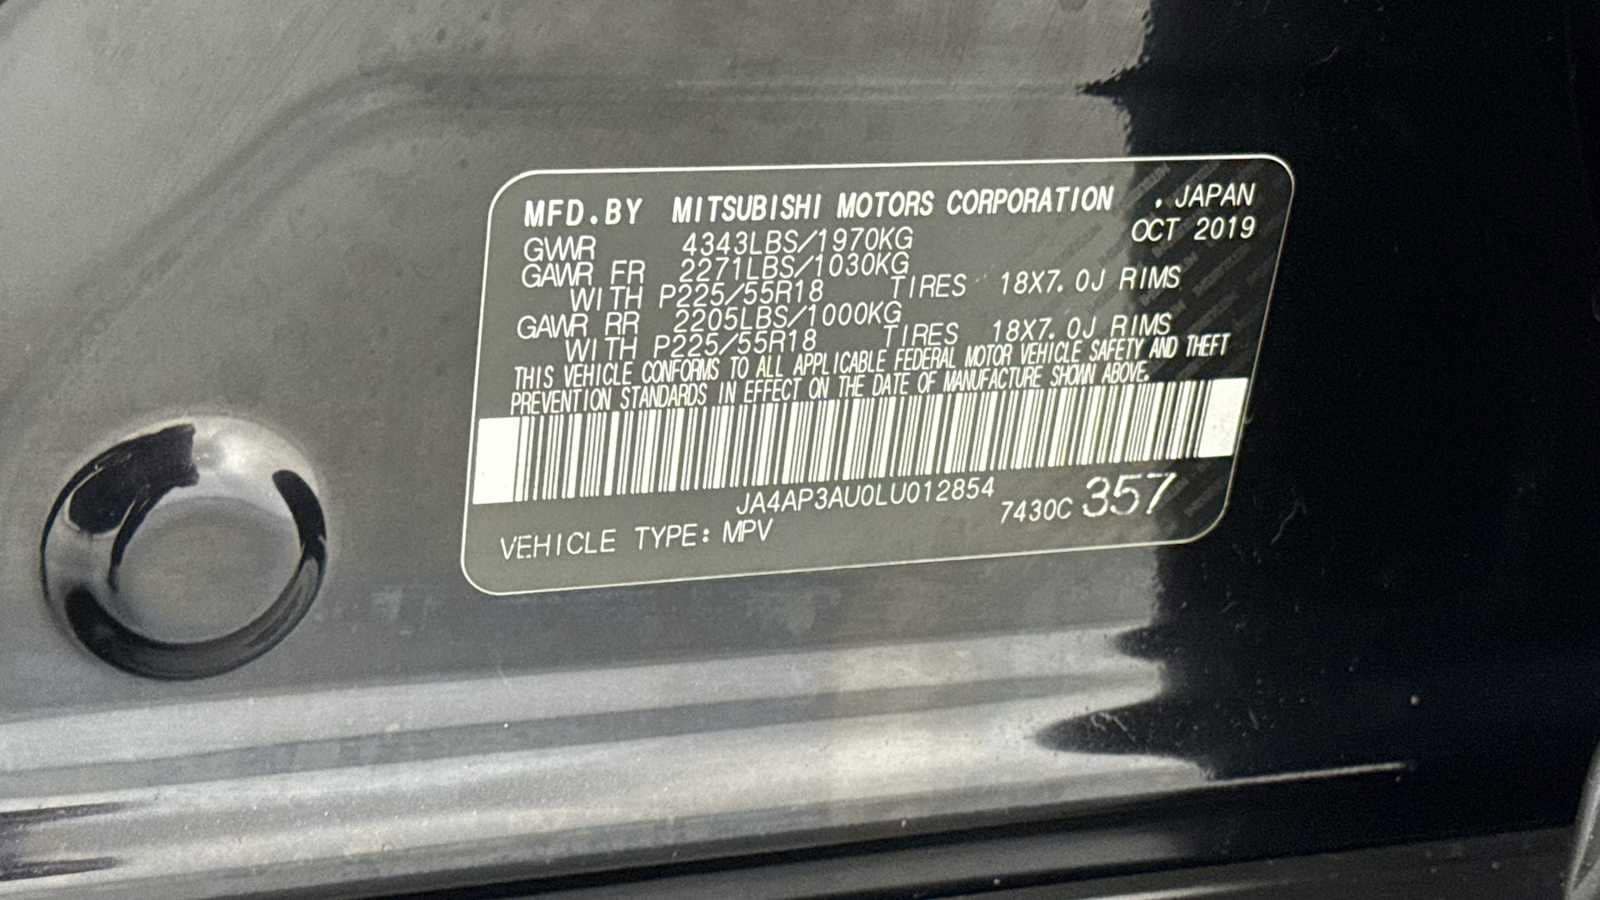 MFD.BY MITSUBISHI MOTORS CORPORATION , JAPAN
GVWR 4343LBS/1970KG OCT 2019
GAWR FR 2271LBS/1030KG
WITH P225/55R18 TIRES 18X7.0J RIMS
GAWR RR 2205LBS/1000KG
WITH P225/55R18 TIRES 18X7.0J RIMS
THIS VEHICLE CONFORMS TO ALL APPLICABLE FEDERAL MOTOR VEHICLE SAFETY AND THEFT
PREVENTION STANDARDS IN EFFECT ON THE DATE OF MANUFACTURE SHOWN ABOVE.
JA4AP3AU0LU012854
7430C 357
VEHICLE TYPE: MPV